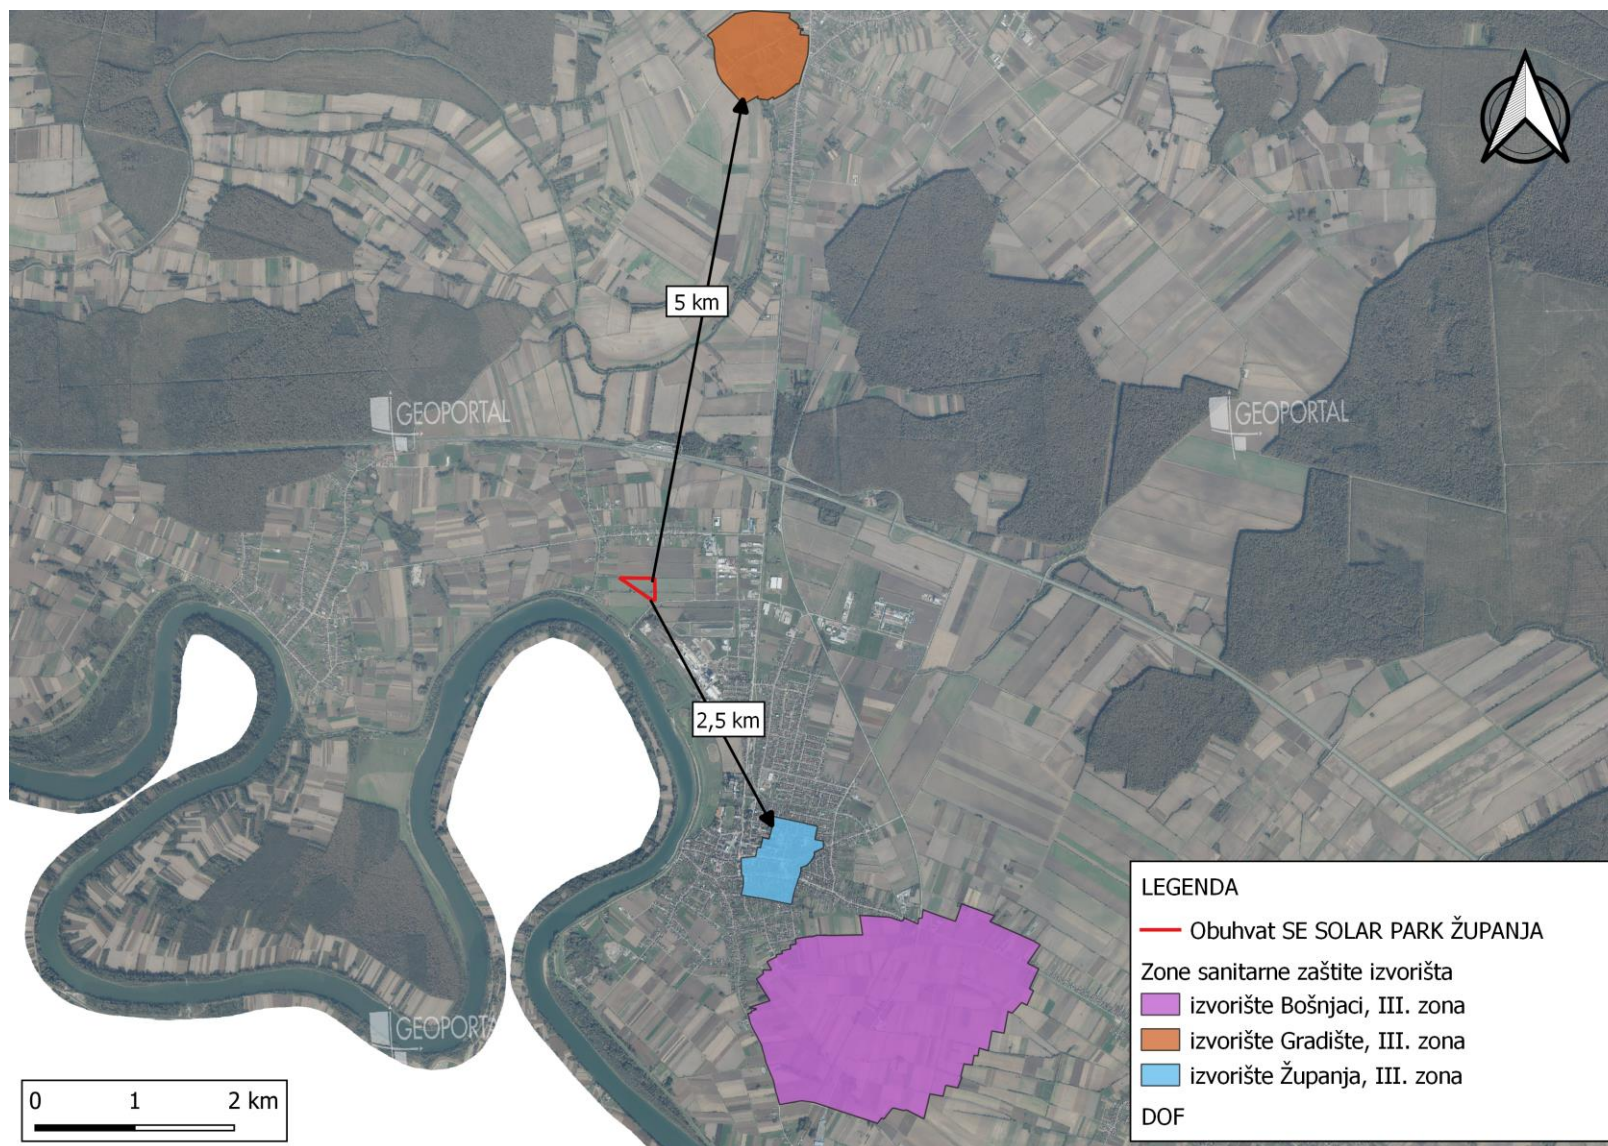 5 km
GEOPORTAL
GEOPORTAL
2,5 km
GEOPORTAL
LEGENDA
Obuhvat SE SOLAR PARK ŽUPANJA
Zone sanitarne zaštite izvorišta
izvorište Bošnjaci, III. zona
izvorište Gradište, III. zona
izvorište Županja, III. zona
DOF
0 1 2 km